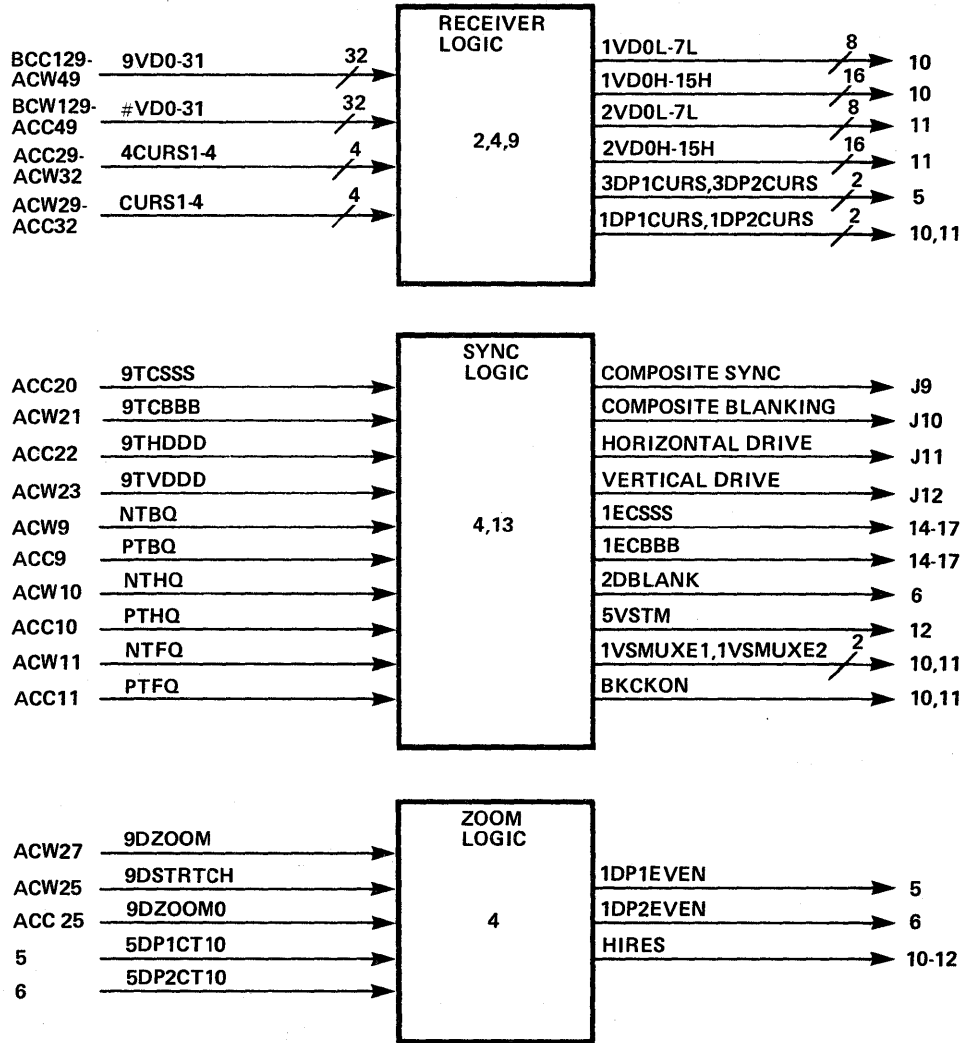 RECEIVER
LOGIC
2,4,9
BCC129-
ACW49
9VD0-31
32
BCW129-
ACC49
#VD0-31
32
ACC29-
ACW32
4CURS1-4
4
ACW29-
ACC32
CURS1-4
4
1VD0L-7L
8
10
1VD0H-15H
16
10
2VD0L-7L
8
11
2VD0H-15H
16
11
3DP1CURS,3DP2CURS
2
5
1DP1CURS,1DP2CURS
2
10,11
SYNC
LOGIC
4,13
ACC20
9TCSSS
ACW21
9TCBBB
ACC22
9THDDD
ACW23
9TVDDD
ACW9
NTBQ
ACC9
PTBQ
ACW10
NTHQ
ACC10
PTHQ
ACW11
NTFQ
ACC11
PTFQ
COMPOSITE SYNC
J9
COMPOSITE BLANKING
J10
HORIZONTAL DRIVE
J11
VERTICAL DRIVE
J12
1ECSSS
14-17
1ECBBB
14-17
2DBLANK
6
5VSTM
12
1VSMUXE1,1VSMUXE2
2
10,11
BKCKON
10,11
ZOOM
LOGIC
4
ACW27
9DZOOM
ACW25
9DSTRTCH
ACC 25
9DZOOM0
5
5DP1CT10
6
5DP2CT10
1DP1EVEN
5
1DP2EVEN
6
HIRES
10-12